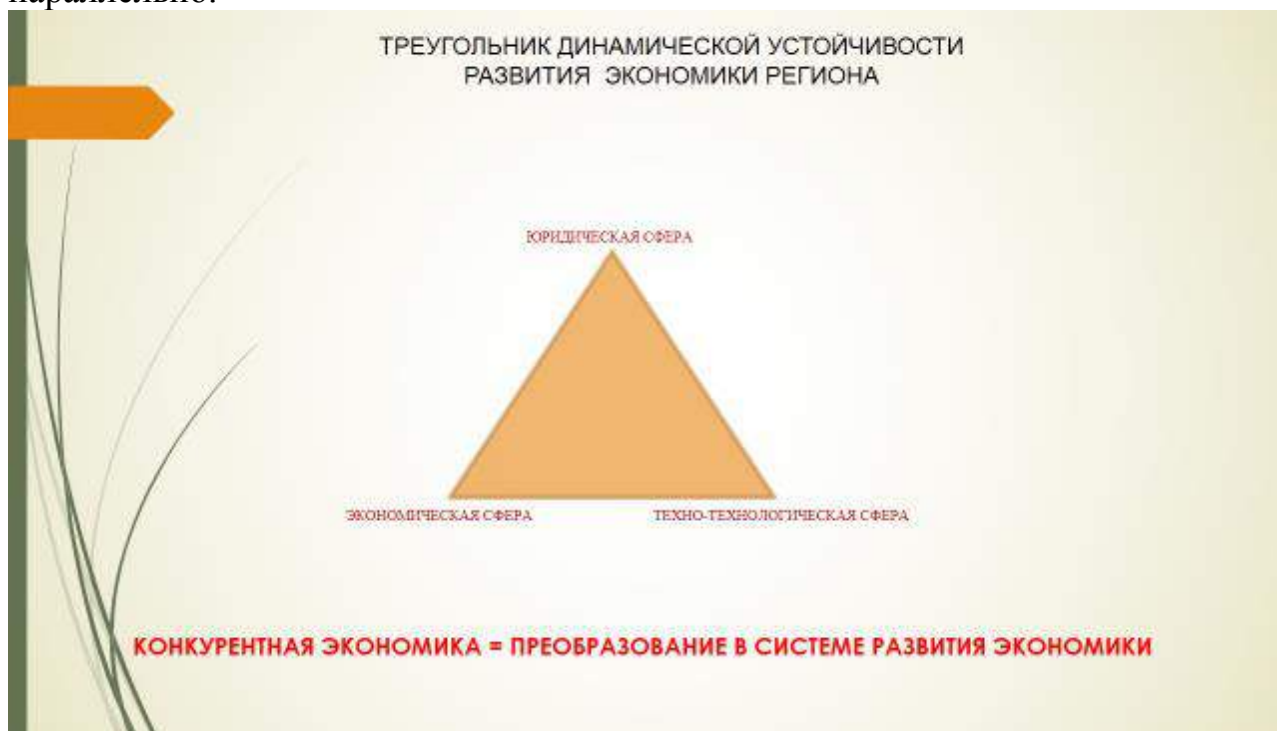 параллельно.
ТРЕУГОЛЬНИК ДИНАМИЧЕСКОЙ УСТОЙЧИВОСТИ
РАЗВИТИЯ ЭКОНОМИКИ РЕГИОНА
ЮРИДИЧЕСКАЯ СФЕРА
ЭКОНОМИЧЕСКАЯ СФЕРА
ТЕХНО-ТЕХНОЛОГИЧЕСКАЯ СФЕРА
КОНКУРЕНТНАЯ ЭКОНОМИКА = ПРЕОБРАЗОВАНИЕ В СИСТЕМЕ РАЗВИТИЯ ЭКОНОМИКИ